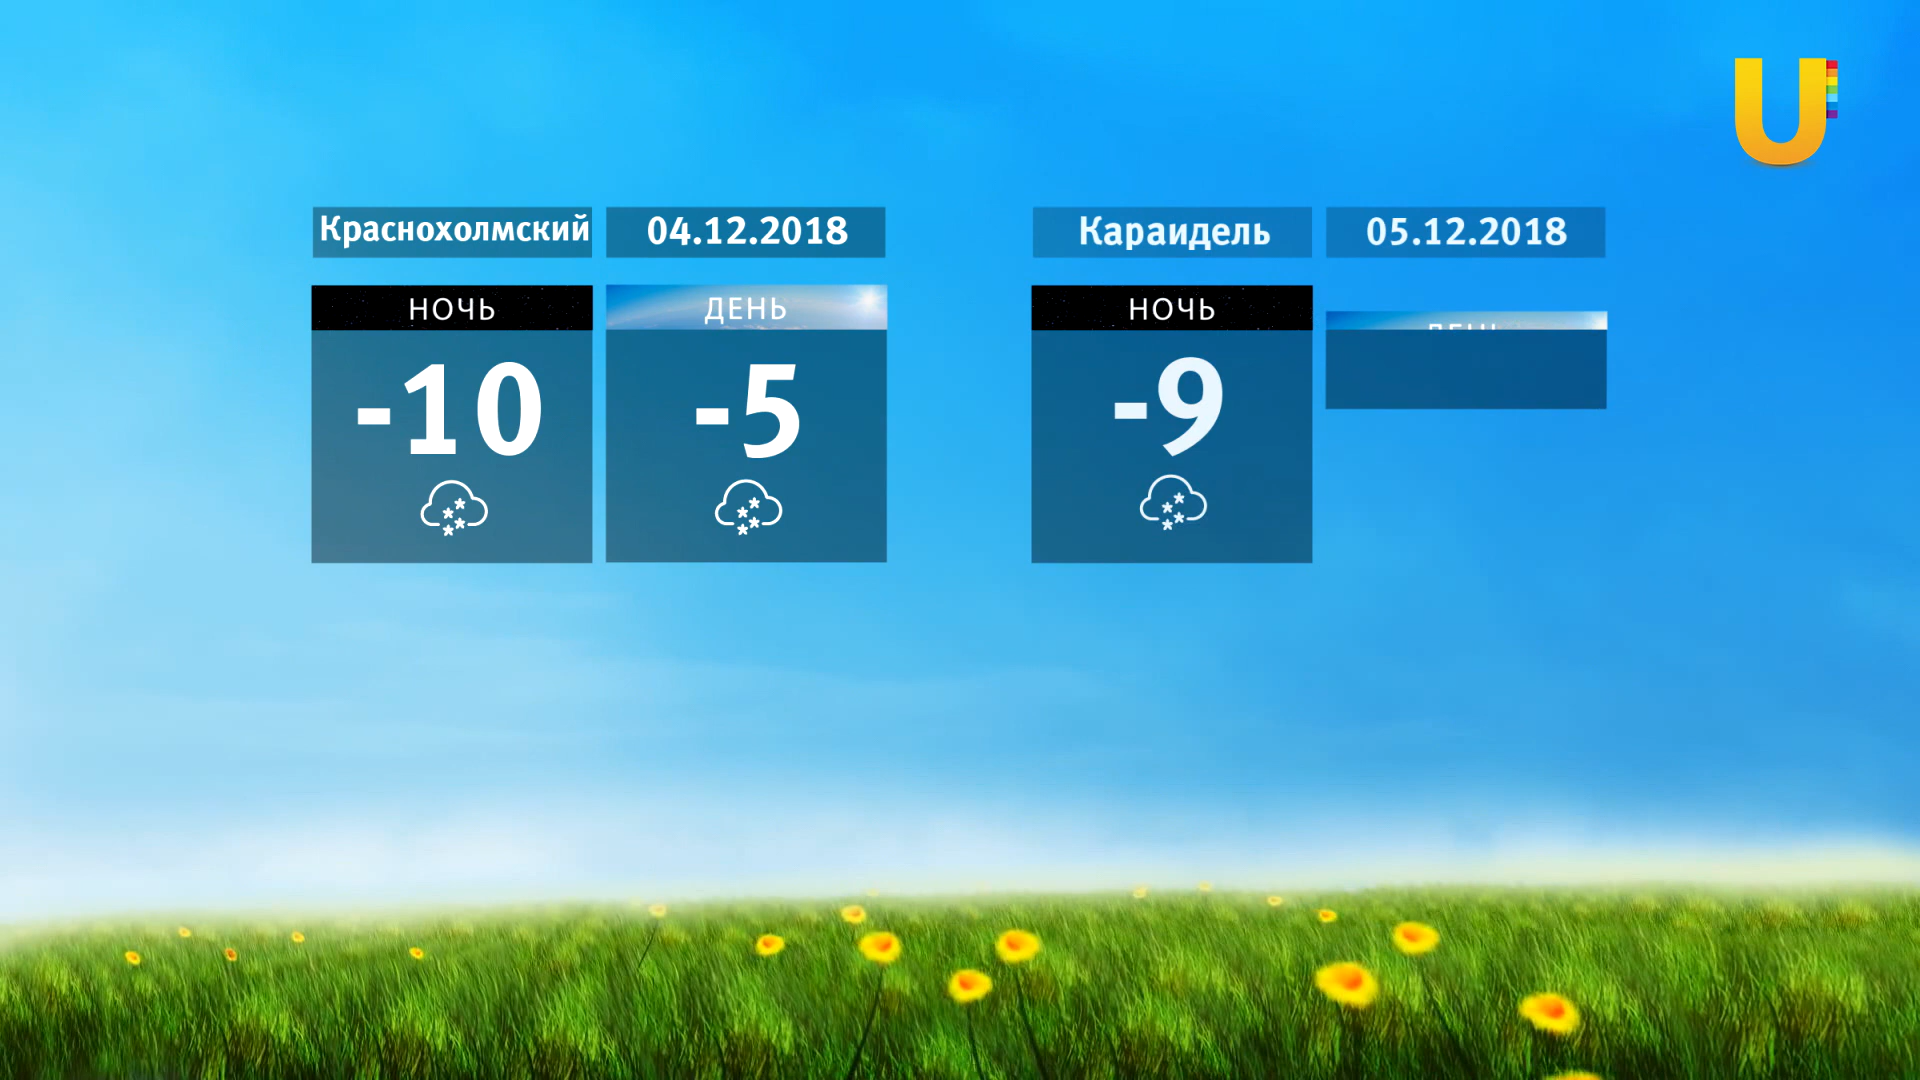 U
Краснохолмский
04.12.2018
НОЧЬ
ДЕНЬ
-10
-5
Караидель
05.12.2018
НОЧЬ
-9